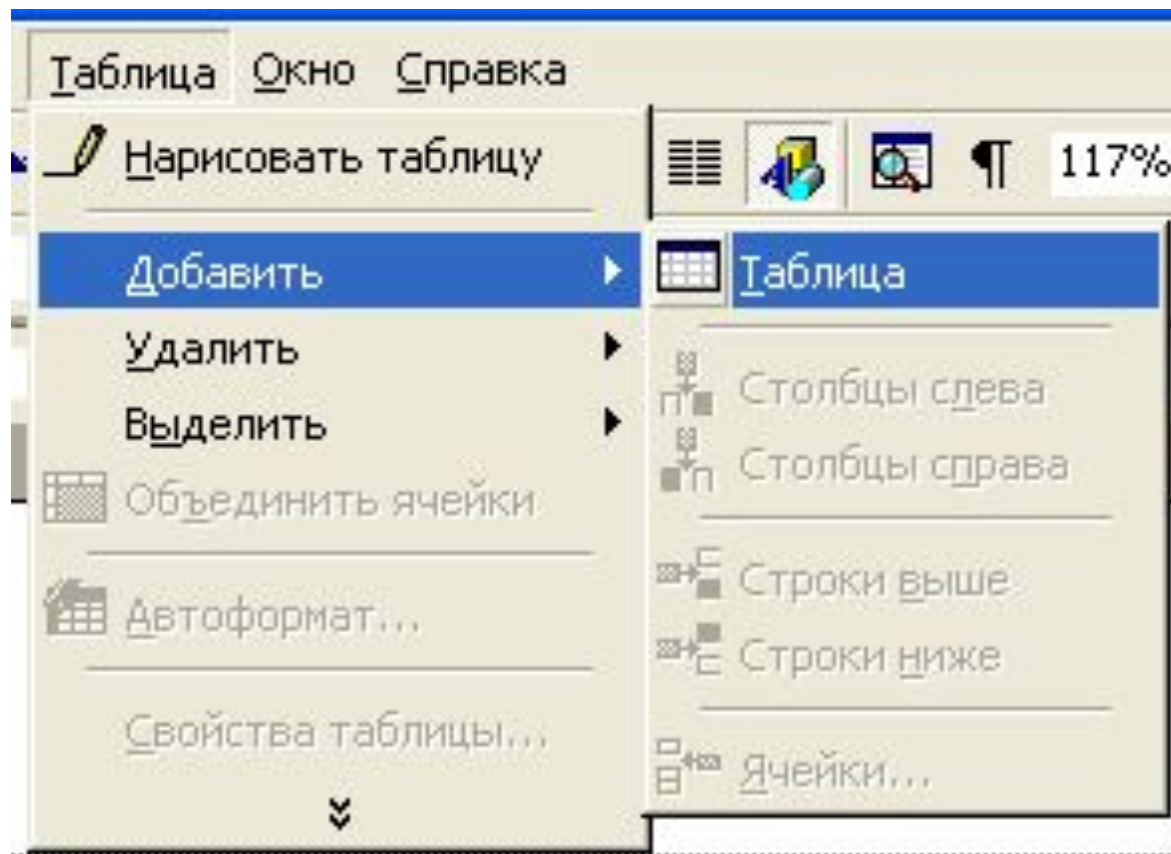 Таблица Окно Справка
Нарисовать таблицу
117%
Добавить
Таблица
Удалить
Столбцы слева
Выделить
Столбцы справа
Объединить ячейки
Строки выше
Автоформат...
Строки ниже
Свойства таблицы...
Ячейки...